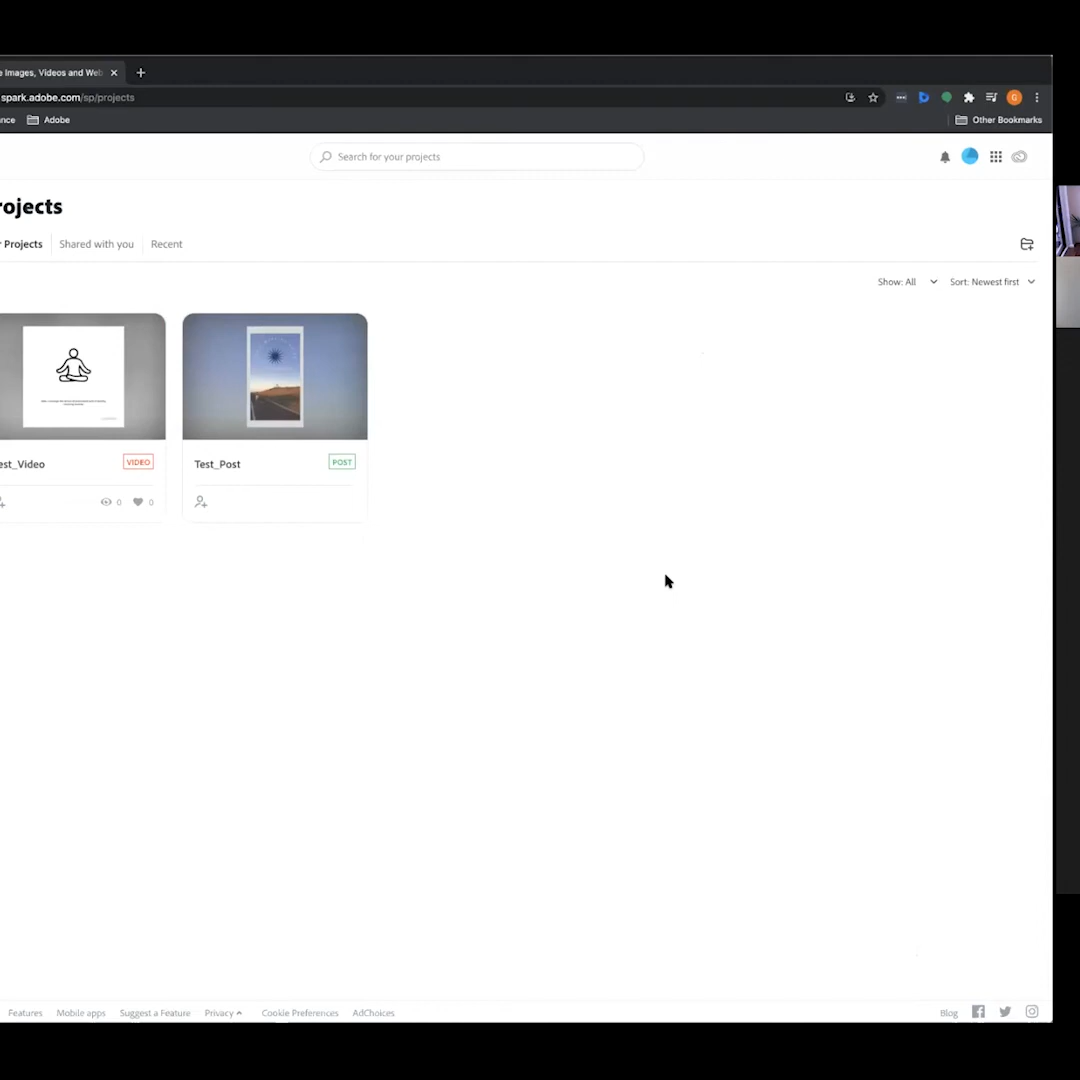 e Images, Videos and Web
spark.adobe.com/sp/projects
nce
Adobe
Other Bookmarks
G
Search for your projects
rojects
r Projects
Shared with you
Recent
Show: All
Sort: Newest first
est_Video
VIDEO
0
0
Test_Post
POST
Features
Mobile apps
Suggest a Feature
Privacy
Cookie Preferences
AdChoices
Blog